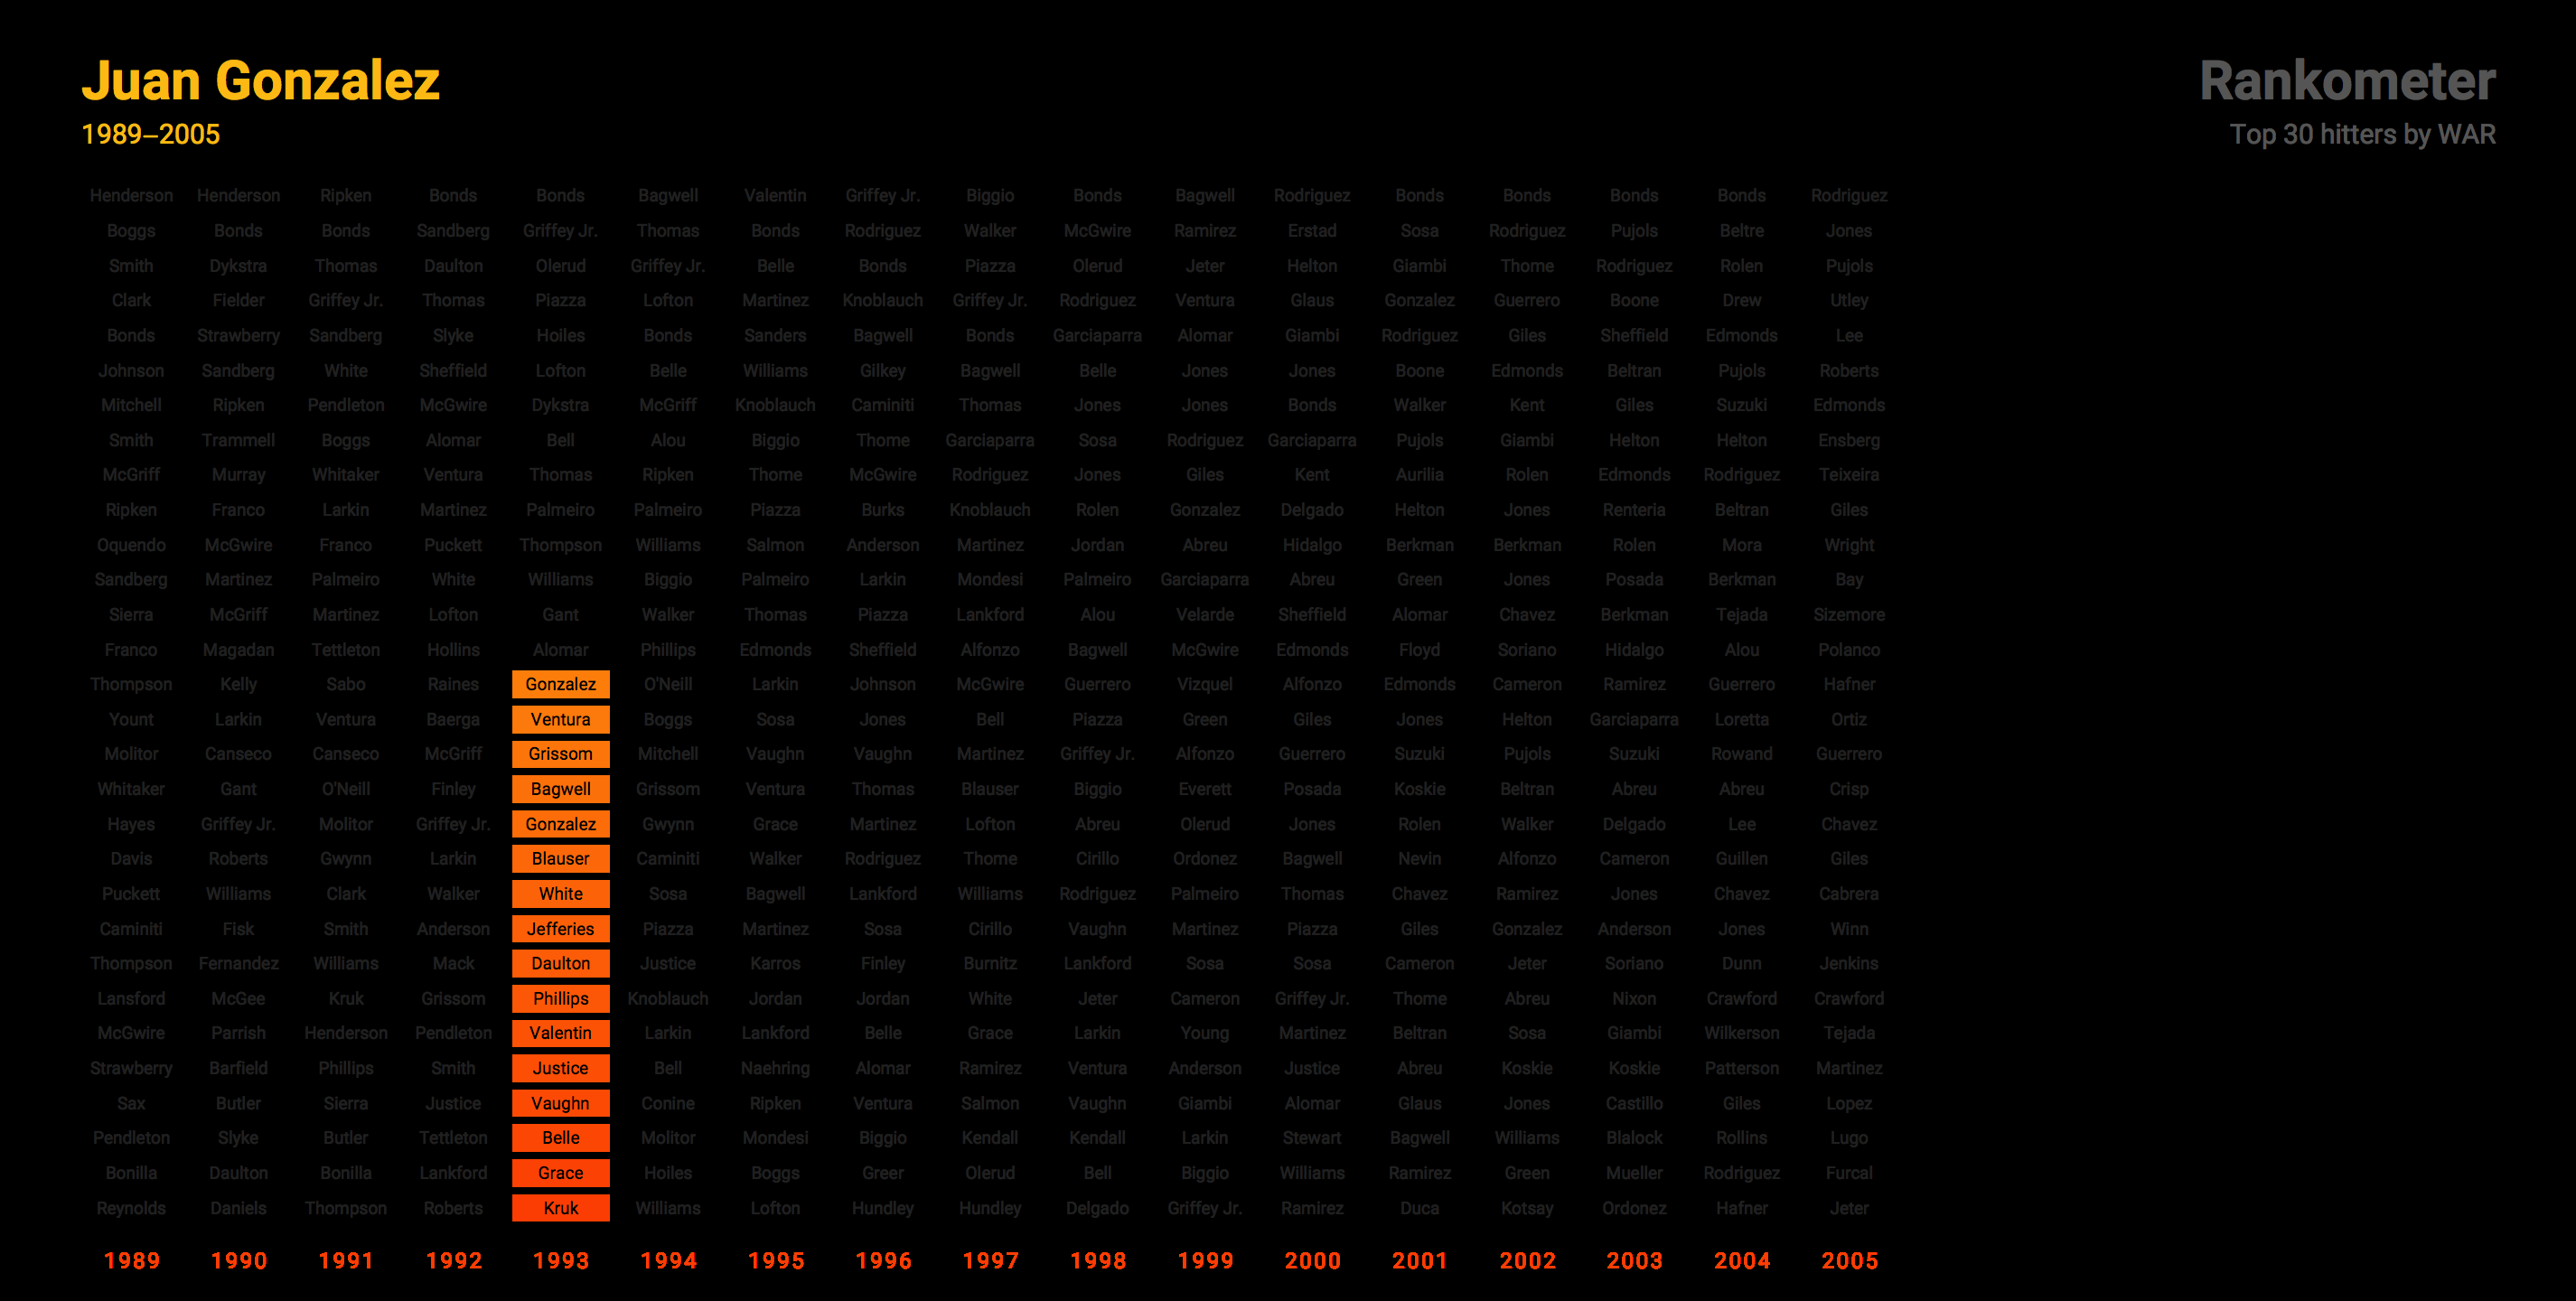 Juan Gonzalez
Rankometer
1989–2005
Top 30 hitters by WAR
Henderson Henderson Ripken Bonds Bonds Bagwell Valentin Griffey Jr. Biggio Bonds Bagwell Rodriguez Bonds Bonds Bonds Bonds Rodriguez
Boggs Bonds Bonds Sandberg Griffey Jr. Thomas Bonds Rodriguez Walker McGwire Ramirez Erstad Sosa Rodriguez Pujols Beltre Jones
Smith Dykstra Thomas Daulton Olerud Griffey Jr. Belle Bonds Piazza Olerud Jeter Helton Giambi Thome Rodriguez Rolen Pujols
Clark Fielder Griffey Jr. Thomas Piazza Lofton Martinez Knoblauch Griffey Jr. Rodriguez Ventura Glaus Gonzalez Guerrero Boone Drew Utley
Bonds Strawberry Sandberg Slyke Hoiles Bonds Sanders Bagwell Bonds Garciaparra Alomar Giambi Rodriguez Giles Sheffield Edmonds Lee
Johnson Sandberg White Sheffield Lofton Belle Williams Gilkey Bagwell Belle Jones Jones Boone Edmonds Beltran Pujols Roberts
Mitchell Ripken Pendleton McGwire Dykstra McGriff Knoblauch Caminiti Thomas Jones Jones Bonds Walker Kent Giles Suzuki Edmonds
Smith Trammell Boggs Alomar Bell Alou Biggio Thome Garciaparra Sosa Rodriguez Garciaparra Pujols Giambi Helton Helton Ensberg
McGriff Murray Whitaker Ventura Thomas Ripken Thome McGwire Rodriguez Jones Giles Kent Aurilia Rolen Edmonds Rodriguez Teixeira
Ripken Franco Larkin Martinez Palmeiro Palmeiro Piazza Burks Knoblauch Rolen Gonzalez Delgado Helton Jones Renteria Beltran Giles
Oquendo McGwire Franco Puckett Thompson Williams Salmon Anderson Martinez Jordan Abreu Hidalgo Berkman Berkman Rolen Mora Wright
Sandberg Martinez Palmeiro White Williams Biggio Palmeiro Larkin Mondesi Palmeiro Garciaparra Abreu Green Jones Posada Berkman Bay
Sierra McGriff Martinez Lofton Gant Walker Thomas Piazza Lankford Alou Velarde Sheffield Alomar Chavez Berkman Tejada Sizemore
Franco Magadan Tettleton Hollins Alomar Phillips Edmonds Sheffield Alfonzo Bagwell McGwire Edmonds Floyd Soriano Hidalgo Alou Polanco
Thompson Kelly Sabo Raines Gonzalez O'Neill Larkin Johnson McGwire Guerrero Vizquel Alfonzo Edmonds Cameron Ramirez Guerrero Hafner
Yount Larkin Ventura Baerga Ventura Boggs Sosa Jones Bell Piazza Green Giles Jones Helton Garciaparra Loretta Ortiz
Molitor Canseco Canseco McGriff Grissom Mitchell Vaughn Vaughn Martinez Griffey Jr. Alfonzo Guerrero Suzuki Pujols Suzuki Rowand Guerrero
Whitaker Gant O'Neill Finley Bagwell Grissom Ventura Thomas Blauser Biggio Everett Posada Koskie Beltran Abreu Abreu Crisp
Hayes Griffey Jr. Molitor Griffey Jr. Gonzalez Gwynn Grace Martinez Lofton Abreu Olerud Jones Rolen Walker Delgado Lee Chavez
Davis Roberts Gwynn Larkin Blauser Caminiti Walker Rodriguez Thome Cirillo Ordonez Bagwell Nevin Alfonzo Cameron Guillen Giles
Puckett Williams Clark Walker White Sosa Bagwell Lankford Williams Rodriguez Palmeiro Thomas Chavez Ramirez Jones Chavez Cabrera
Caminiti Fisk Smith Anderson Jefferies Piazza Martinez Sosa Cirillo Vaughn Martinez Piazza Giles Gonzalez Anderson Jones Winn
Thompson Fernandez Williams Mack Daulton Justice Karros Finley Burnitz Lankford Sosa Sosa Cameron Jeter Soriano Dunn Jenkins
Lansford McGee Kruk Grissom Phillips Knoblauch Jordan Jordan White Jeter Cameron Griffey Jr. Thome Abreu Nixon Crawford Crawford
McGwire Parrish Henderson Pendleton Valentin Larkin Lankford Belle Grace Larkin Young Martinez Beltran Sosa Giambi Wilkerson Tejada
Strawberry Barfield Phillips Smith Justice Bell Naehring Alomar Ramirez Ventura Anderson Justice Abreu Koskie Koskie Patterson Martinez
Sax Butler Sierra Justice Vaughn Conine Ripken Ventura Salmon Vaughn Giambi Alomar Glaus Jones Castillo Giles Lopez
Pendleton Slyke Butler Tettleton Belle Molitor Mondesi Biggio Kendall Kendall Larkin Stewart Bagwell Williams Blalock Rollins Lugo
Bonilla Daulton Bonilla Lankford Grace Hoiles Boggs Greer Olerud Bell Biggio Williams Ramirez Green Mueller Rodriguez Furcal
Reynolds Daniels Thompson Roberts Kruk Williams Lofton Hundley Hundley Delgado Griffey Jr. Ramirez Duca Kotsay Ordonez Hafner Jeter
1989 1990 1991 1992 1993 1994 1995 1996 1997 1998 1999 2000 2001 2002 2003 2004 2005